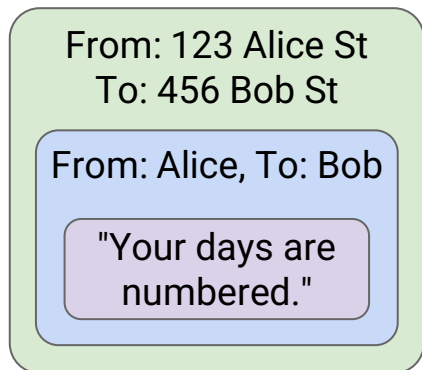 From: 123 Alice St
To: 456 Bob St
From: Alice, To: Bob
"Your days are
numbered."